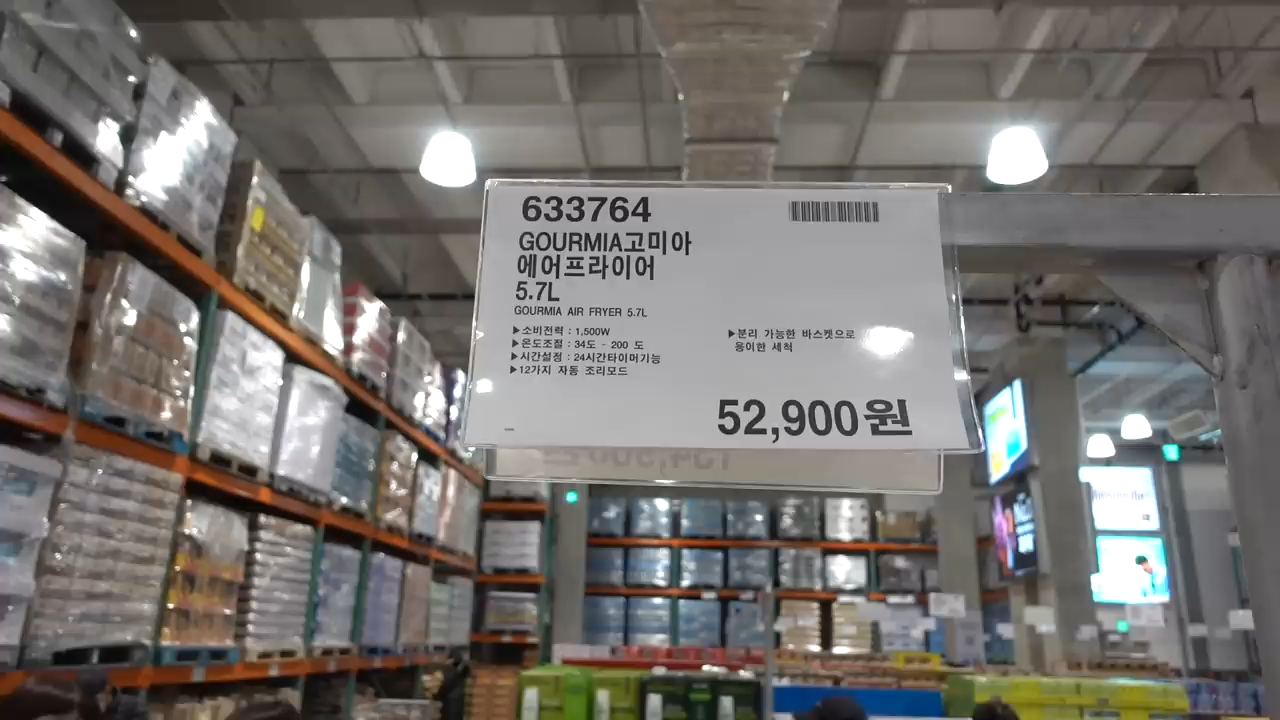 633764
GOURMIA고미아
에어프라이어
5.7L
GOURMIA AIR FRYER 5.7L
▶소비전력 : 1,500W
▶온도조절 : 34도 - 200 도
▶시간설정 : 24시간타이머기능
▶12가지 자동 조리모드
▶분리 가능한 바스켓으로
용이한 세척
52,900원